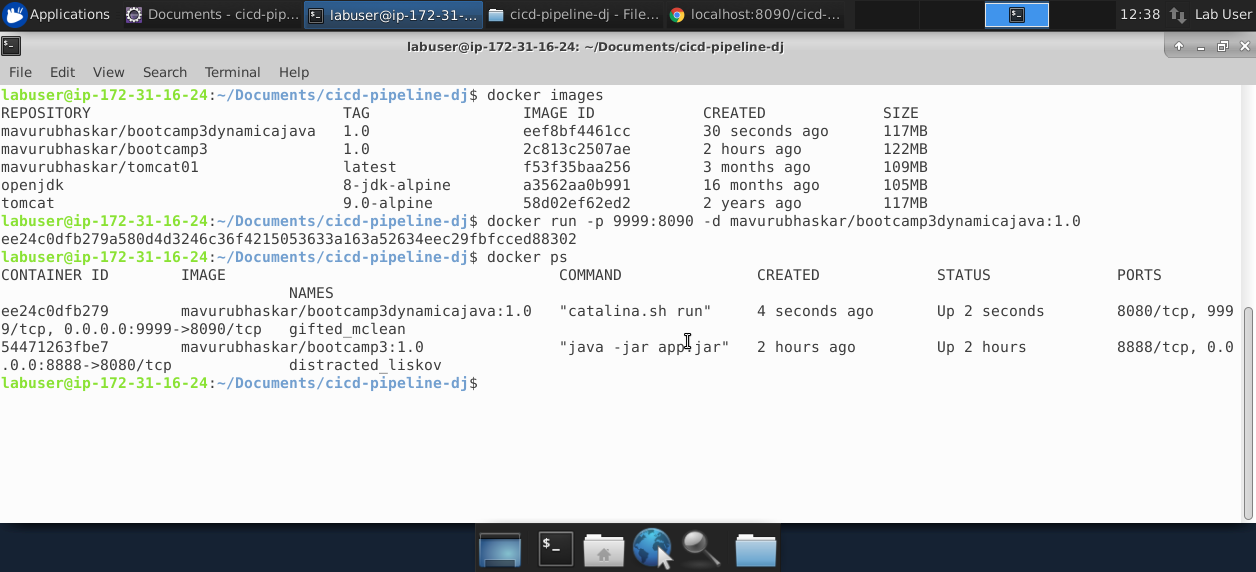 Applications Documents - cicd-pip... labuser@ip-172-31-... cicd-pipeline-dj - File... localhost:8090/cicd-... 12:38 Lab User
labuser@ip-172-31-16-24: ~/Documents/cicd-pipeline-dj
File Edit View Search Terminal Help
labuser@ip-172-31-16-24:~/Documents/cicd-pipeline-dj$ docker images
REPOSITORY TAG IMAGE ID CREATED SIZE
mavurubhaskar/bootcamp3dynamicajava 1.0 eef8bf4461cc 30 seconds ago 117MB
mavurubhaskar/bootcamp3 1.0 2c813c2507ae 2 hours ago 122MB
mavurubhaskar/tomcat01 latest f53f35baa256 3 months ago 109MB
openjdk 8-jdk-alpine a3562aa0b991 16 months ago 105MB
tomcat 9.0-alpine 58d02ef62ed2 2 years ago 117MB
labuser@ip-172-31-16-24:~/Documents/cicd-pipeline-dj$ docker run -p 9999:8090 -d mavurubhaskar/bootcamp3dynamicajava:1.0
ee24c0dfb279a580d4d3246c36f4215053633a163a52634eec29fbfcced88302
labuser@ip-172-31-16-24:~/Documents/cicd-pipeline-dj$ docker ps
CONTAINER ID IMAGE COMMAND CREATED STATUS PORTS
NAMES
ee24c0dfb279 mavurubhaskar/bootcamp3dynamicajava:1.0 "catalina.sh run" 4 seconds ago Up 2 seconds 8080/tcp, 999
9/tcp, 0.0.0.0:9999->8090/tcp gifted_mclean
54471263fbe7 mavurubhaskar/bootcamp3:1.0 "java -jar app.jar" 2 hours ago Up 2 hours 8888/tcp, 0.0
.0.0:8888->8080/tcp distracted_liskov
labuser@ip-172-31-16-24:~/Documents/cicd-pipeline-dj$